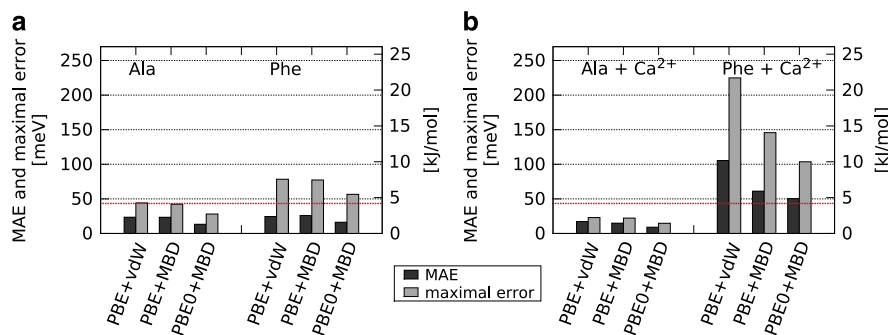 a
b
MAE and maximal error
[meV]
250
200
150
100
50
0
Ala
Phe
25
20
15
10
5
0
[kJ/mol]
PBE+vdW
PBE+MBD
PBE0+MBD
PBE+vdW
PBE+MBD
PBE0+MBD
MAE and maximal error
[meV]
250
200
150
100
50
0
Ala + Ca²⁺
Phe + Ca²⁺
25
20
15
10
5
0
[kJ/mol]
PBE+vdW
PBE+MBD
PBE0+MBD
PBE+vdW
PBE+MBD
PBE0+MBD
MAE
maximal error